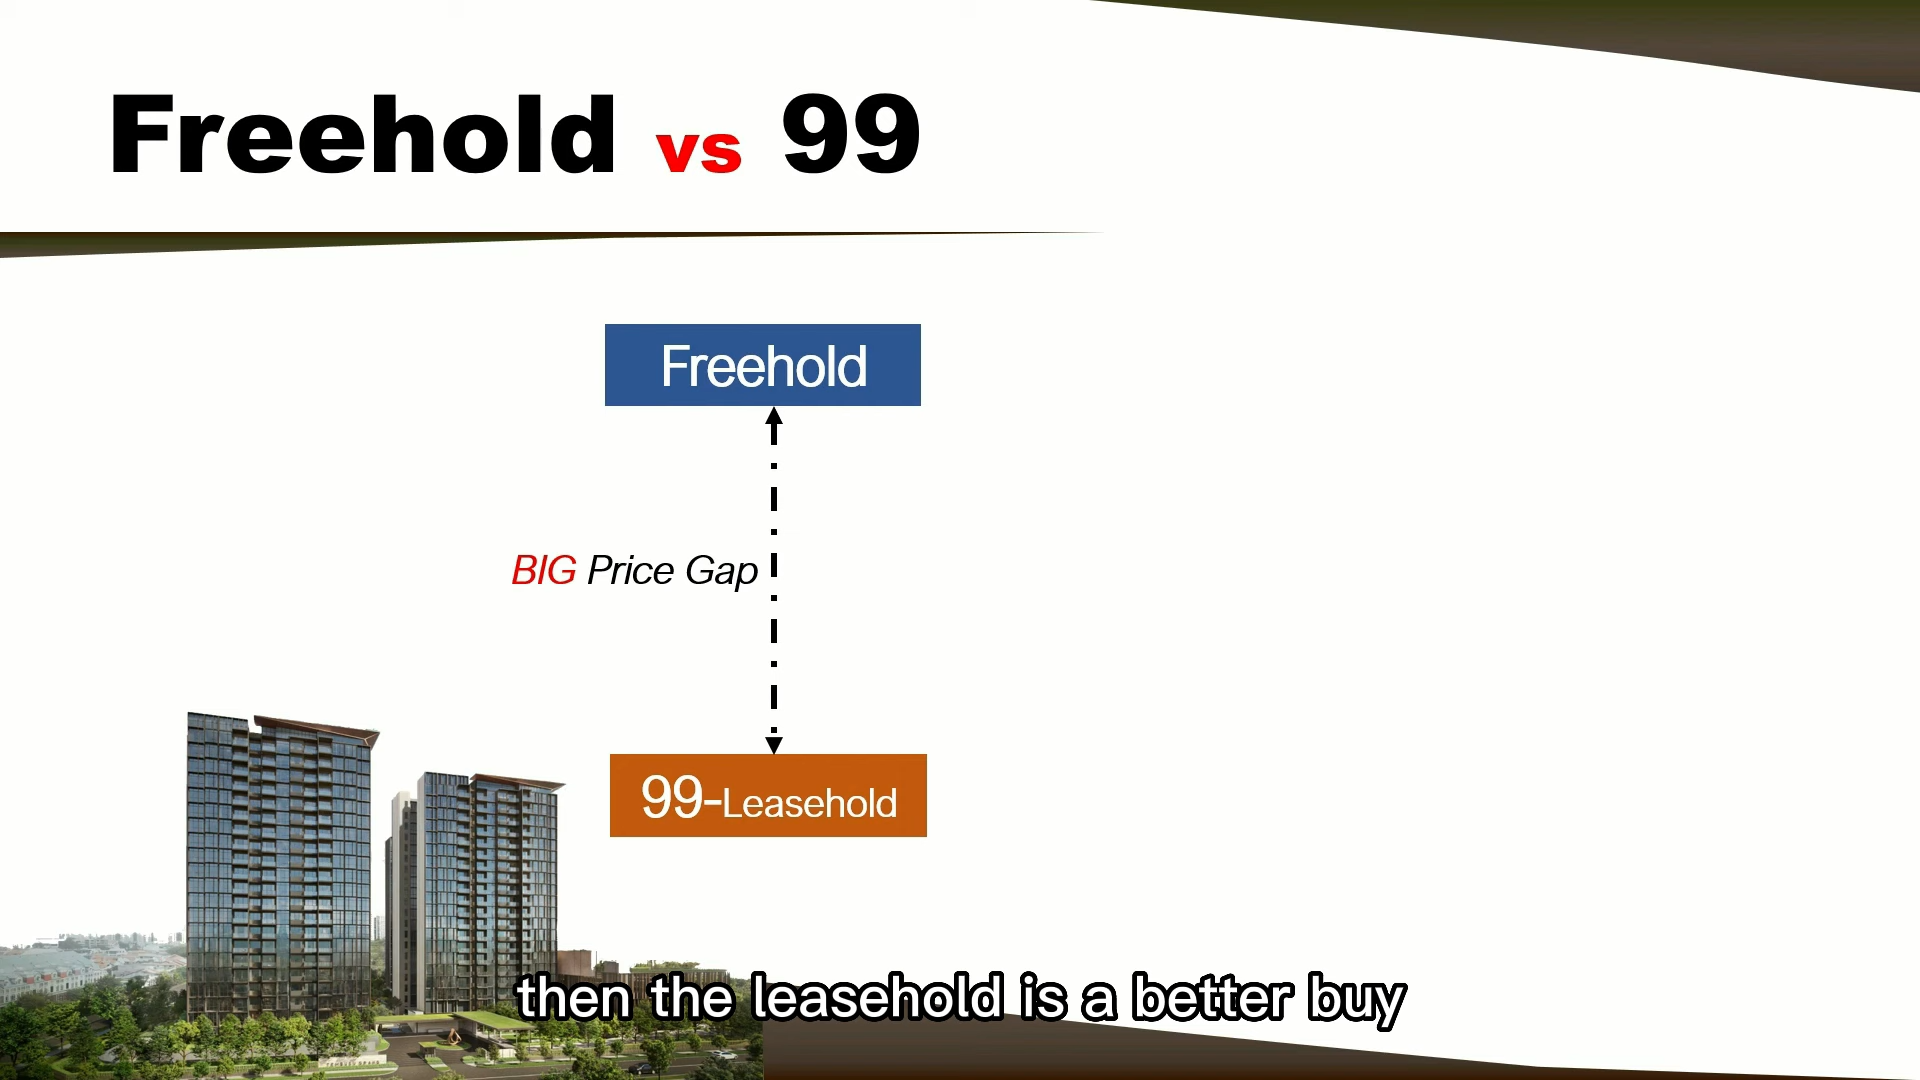 Freehold vs 99
Freehold
BIG Price Gap
99-Leasehold
then the leasehold is a better buy